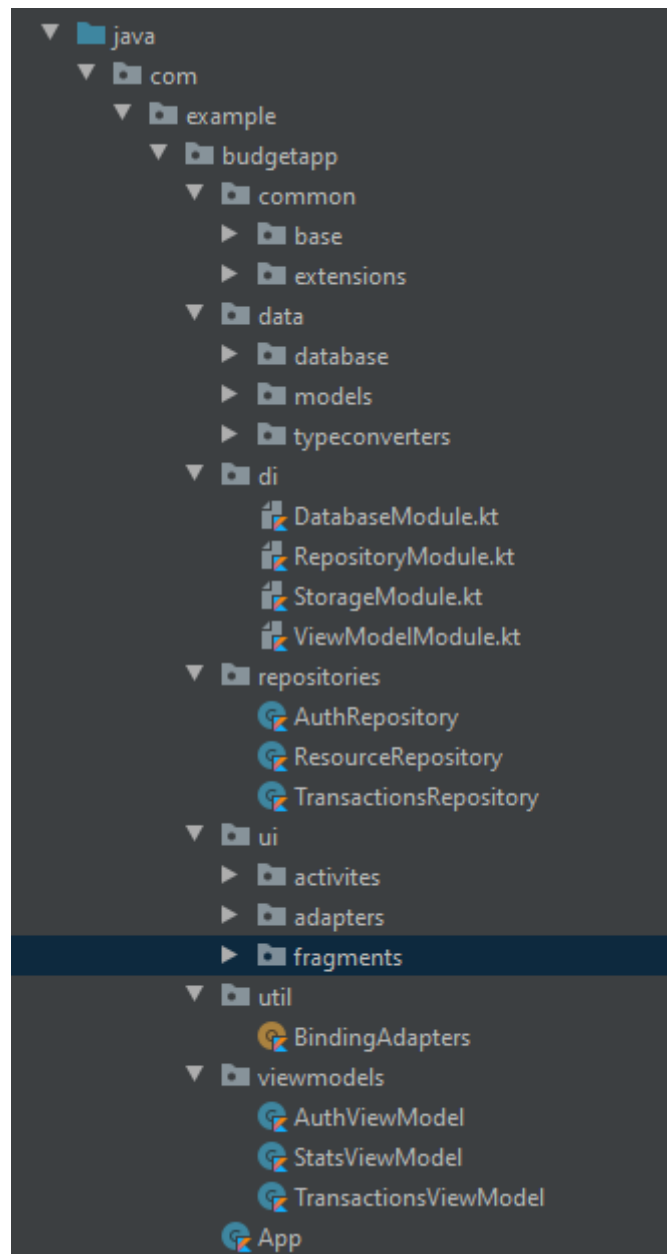 java
com
example
budgetapp
common
base
extensions
data
database
models
typeconverters
di
DatabaseModule.kt
RepositoryModule.kt
StorageModule.kt
ViewModelModule.kt
repositories
AuthRepository
ResourceRepository
TransactionsRepository
ui
activites
adapters
fragments
util
BindingAdapters
viewmodels
AuthViewModel
StatsViewModel
TransactionsViewModel
App